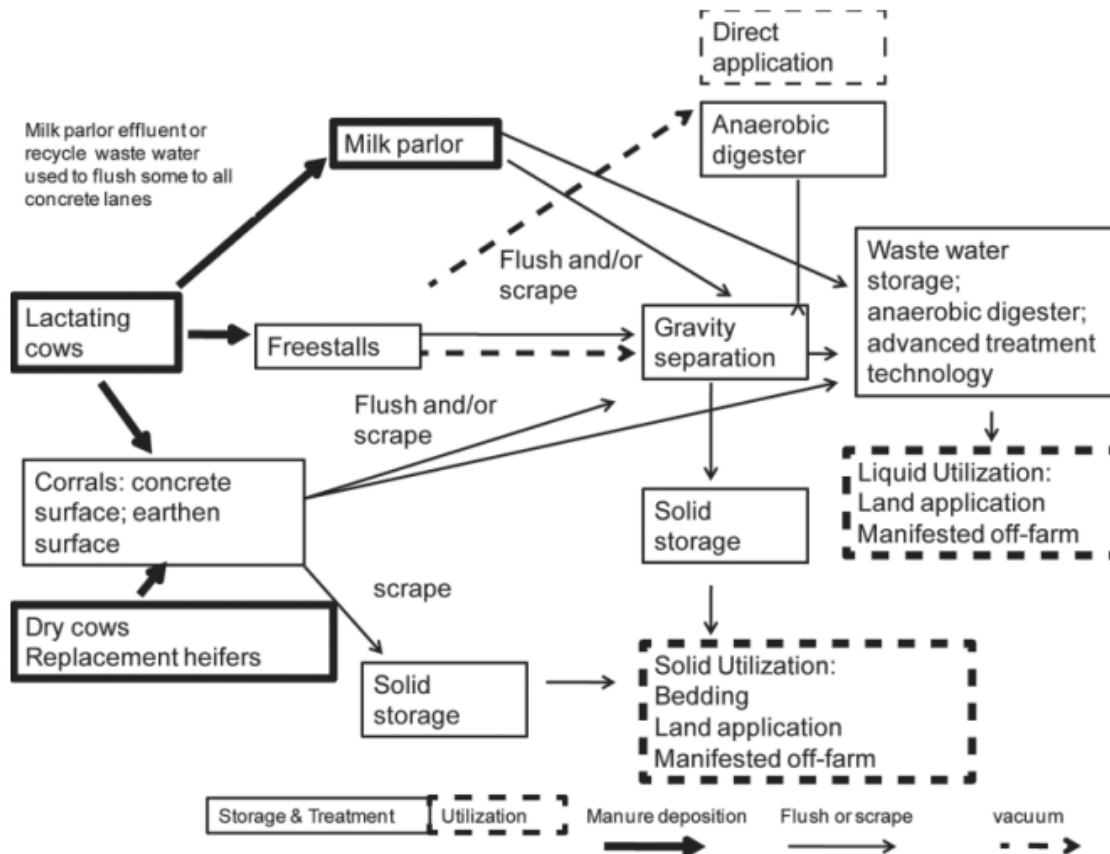 Direct
application
Milk parlor effluent or
recycle waste water
used to flush some to all
concrete lanes
Milk parlor
Anaerobic
digester
Flush and/or
scrape
Waste water
storage;
anaerobic digester;
advanced treatment
technology
Lactating
cows
Freestalls
Gravity
separation
Flush and/or
scrape
Corrals: concrete
surface; earthen
surface
Solid
storage
Liquid Utilization:
Land application
Manifested off-farm
scrape
Dry cows
Replacement heifers
Solid
storage
Solid Utilization:
Bedding
Land application
Manifested off-farm
Storage & Treatment
Utilization
Manure deposition
Flush or scrape
vacuum